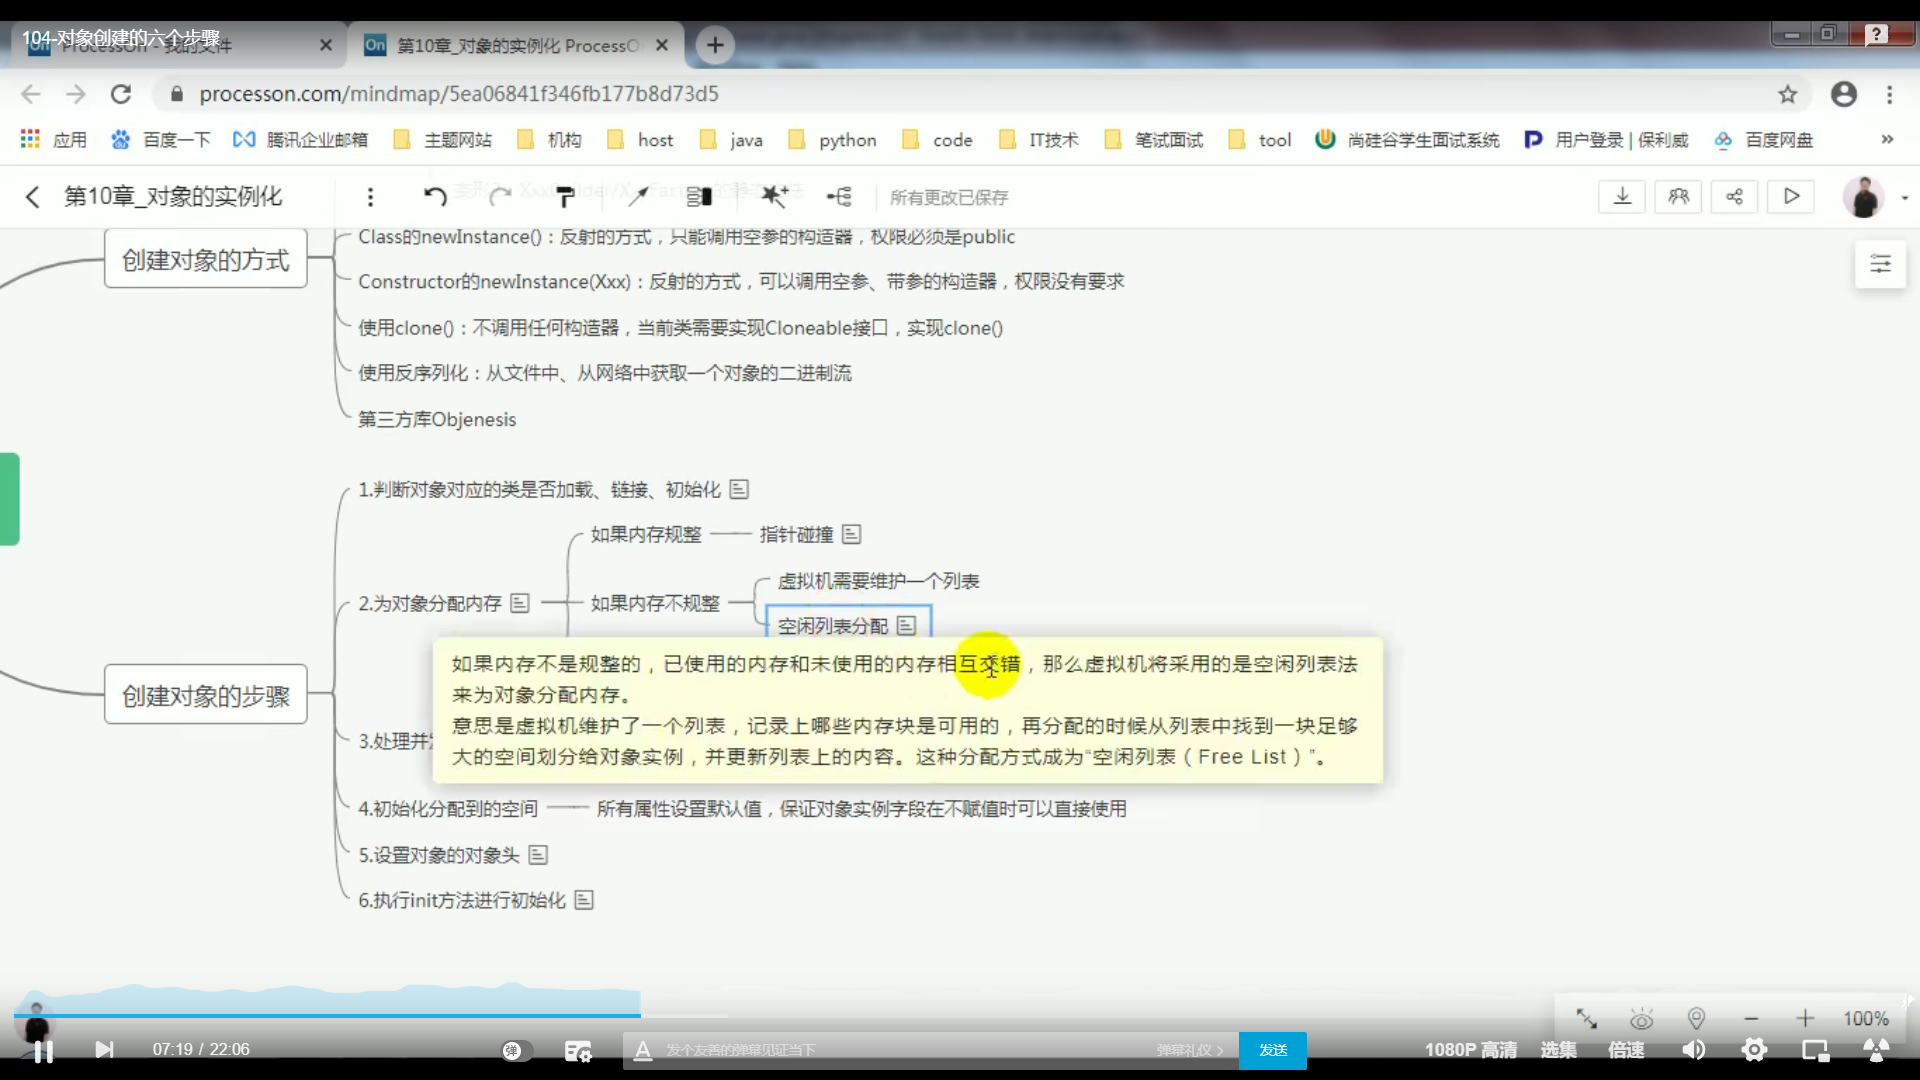 104-对象创建的六个步骤
第10章_对象的实例化 ProcessO
processon.com/mindmap/5ea06841f346fb177b8d73d5
应用 百度一下 腾讯企业邮箱 主题网站 机构 host java python code IT技术 笔试面试 tool 尚硅谷学生面试系统 用户登录 | 保利威 百度网盘 »
第10章_对象的实例化 所有更改已保存
创建对象的方式
Class的newInstance()：反射的方式，只能调用空参的构造器，权限必须是public
Constructor的newInstance(Xxx)：反射的方式，可以调用空参、带参的构造器，权限没有要求
使用clone()：不调用任何构造器，当前类需要实现Cloneable接口，实现clone()
使用反序列化：从文件中、从网络中获取一个对象的二进制流
第三方库Objenesis
创建对象的步骤
1.判断对象对应的类是否加载、链接、初始化
2.为对象分配内存
如果内存规整 指针碰撞
如果内存不规整
虚拟机需要维护一个列表
空闲列表分配
如果内存不是规整的，已使用的内存和未使用的内存相互交错，那么虚拟机将采用的是空闲列表法
来为对象分配内存。
意思是虚拟机维护了一个列表，记录上哪些内存块是可用的，再分配的时候从列表中找到一块足够
大的空间划分给对象实例，并更新列表上的内容。这种分配方式成为“空闲列表（Free List）”。
3.处理并
4.初始化分配到的空间 所有属性设置默认值，保证对象实例字段在不赋值时可以直接使用
5.设置对象的对象头
6.执行init方法进行初始化
100%
07:19 / 22:06 弹 发个友善的弹幕见证当下 弹幕礼仪 发送 1080P 高清 选集 倍速